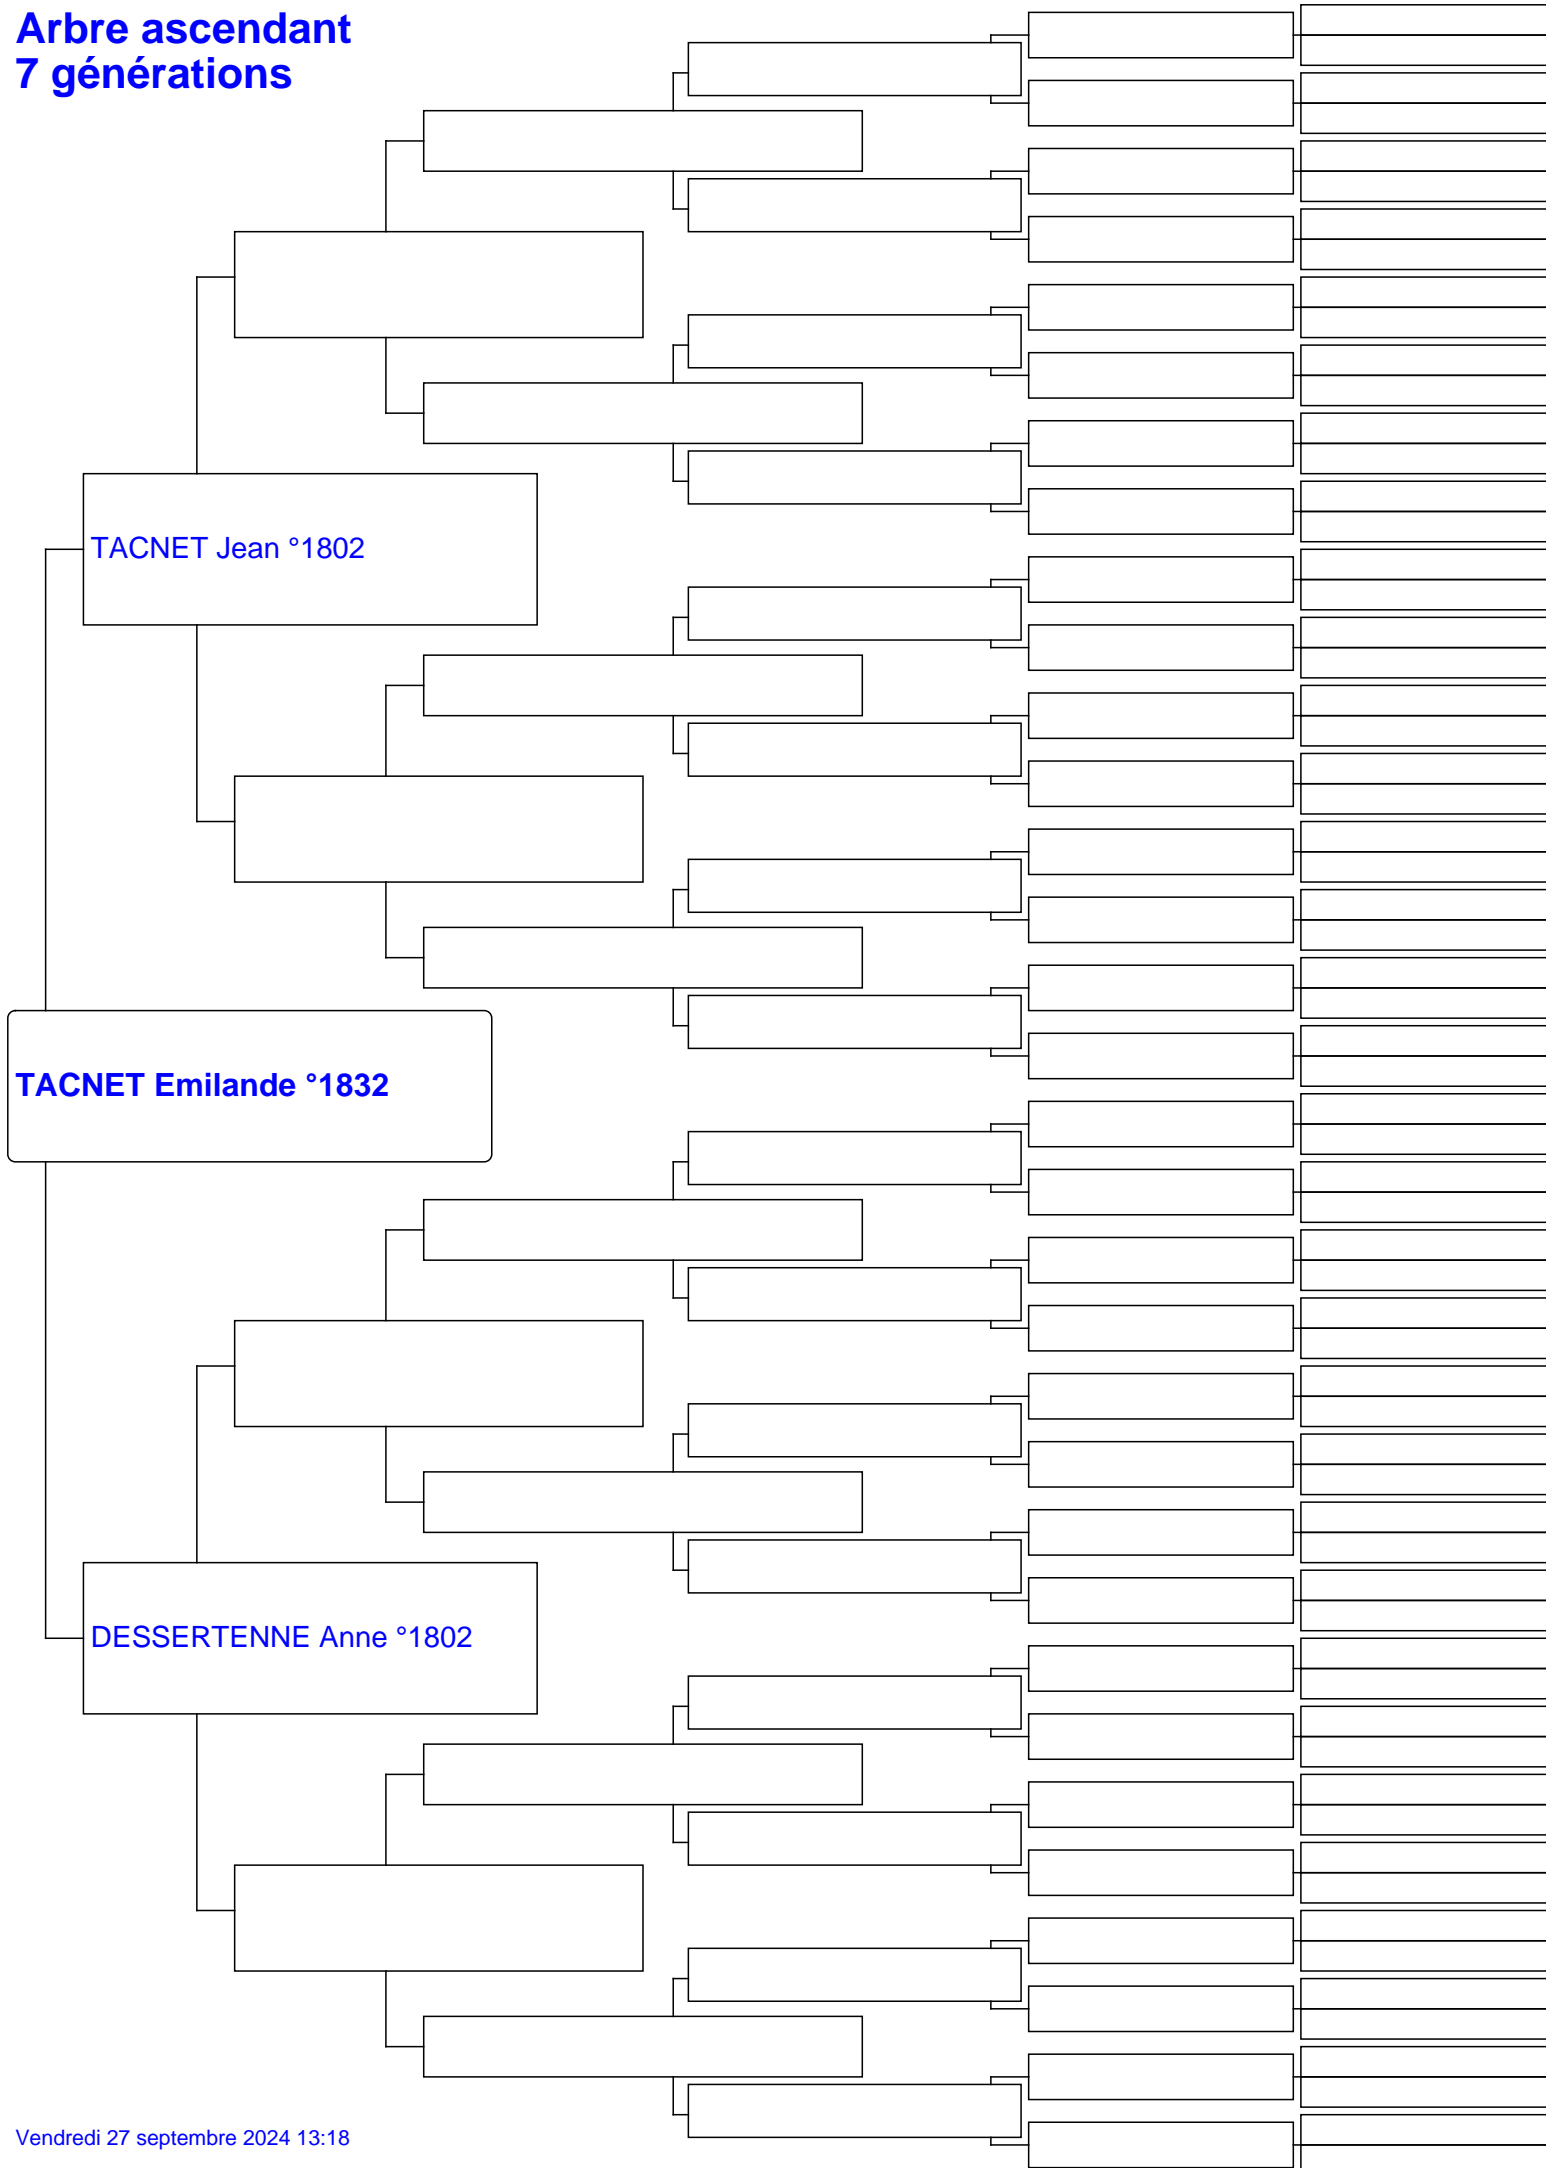 Arbre ascendant
7 générations
TACNET Jean °1802
TACNET Emilande °1832
DESSERTENNE Anne °1802
Vendredi 27 septembre 2024 13:18